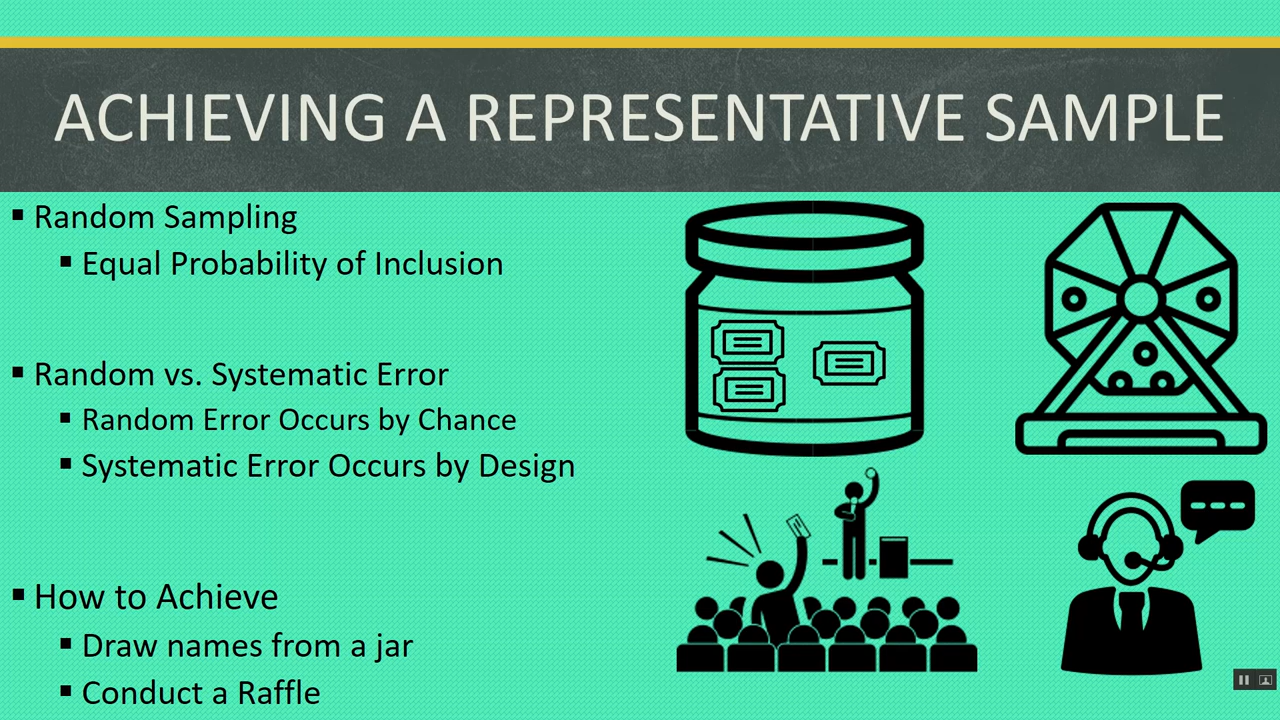 ACHIEVING A REPRESENTATIVE SAMPLE
▪ Random Sampling
▪ Equal Probability of Inclusion
▪ Random vs. Systematic Error
▪ Random Error Occurs by Chance
▪ Systematic Error Occurs by Design
▪ How to Achieve
▪ Draw names from a jar
▪ Conduct a Raffle